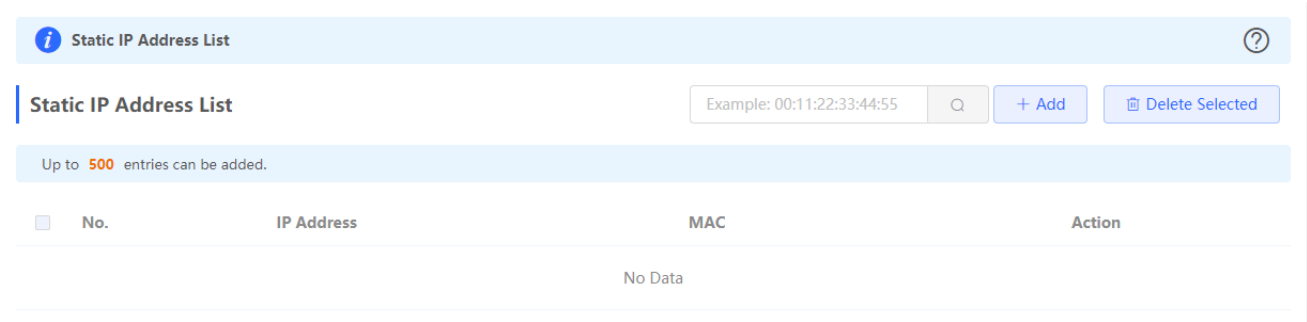 i Static IP Address List ?
Static IP Address List Example: 00:11:22:33:44:55 + Add Delete Selected
Up to 500 entries can be added.
No. IP Address MAC Action
No Data